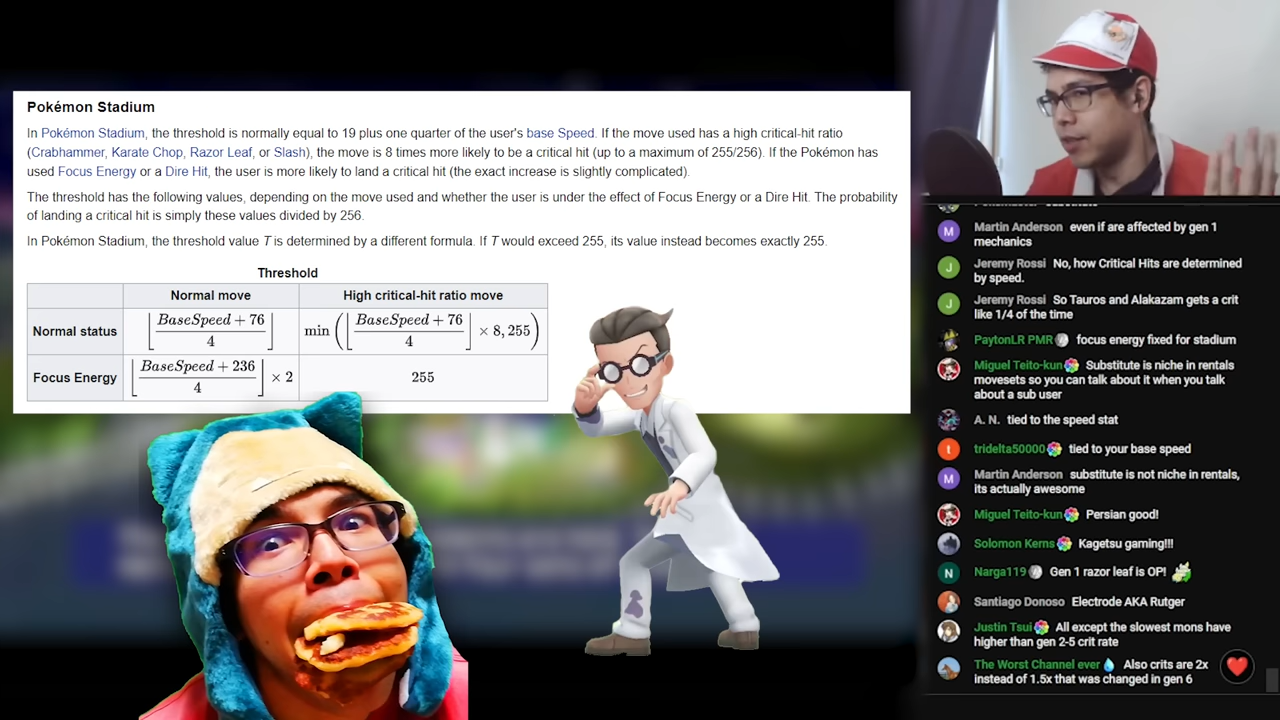 Pokémon Stadium
In Pokémon Stadium, the threshold is normally equal to 19 plus one quarter of the user's base Speed. If the move used has a high critical-hit ratio
(Crabhammer, Karate Chop, Razor Leaf, or Slash), the move is 8 times more likely to be a critical hit (up to a maximum of 255/256). If the Pokémon has
used Focus Energy or a Dire Hit, the user is more likely to land a critical hit (the exact increase is slightly complicated).
The threshold has the following values, depending on the move used and whether the user is under the effect of Focus Energy or a Dire Hit. The probability
of landing a critical hit is simply these values divided by 256.
In Pokémon Stadium, the threshold value T is determined by a different formula. If T would exceed 255, its value instead becomes exactly 255.
Threshold
Normal move High critical-hit ratio move
Normal status ⌊(BaseSpeed + 76)/4⌋ min(⌊(BaseSpeed + 76)/4⌋ × 8, 255)
Focus Energy ⌊(BaseSpeed + 236)/4⌋ × 2 255
Martin Anderson even if are affected by gen 1
mechanics
Jeremy Rossi No, how Critical Hits are determined
by speed.
Jeremy Rossi So Tauros and Alakazam gets a crit
like 1/4 of the time
PaytonLR PMR focus energy fixed for stadium
Miguel Teito-kun Substitute is niche in rentals
movesets so you can talk about it when you talk
about a sub user
A. N. tied to the speed stat
tridelta50000 tied to your base speed
Martin Anderson substitute is not niche in rentals,
its actually awesome
Miguel Teito-kun Persian good!
Solomon Kerns Kagetsu gaming!!!
Narga119 Gen 1 razor leaf is OP!
Santiago Donoso Electrode AKA Rutger
Justin Tsui All except the slowest mons have
higher than gen 2-5 crit rate
The Worst Channel ever Also crits are 2x
instead of 1.5x that was changed in gen 6